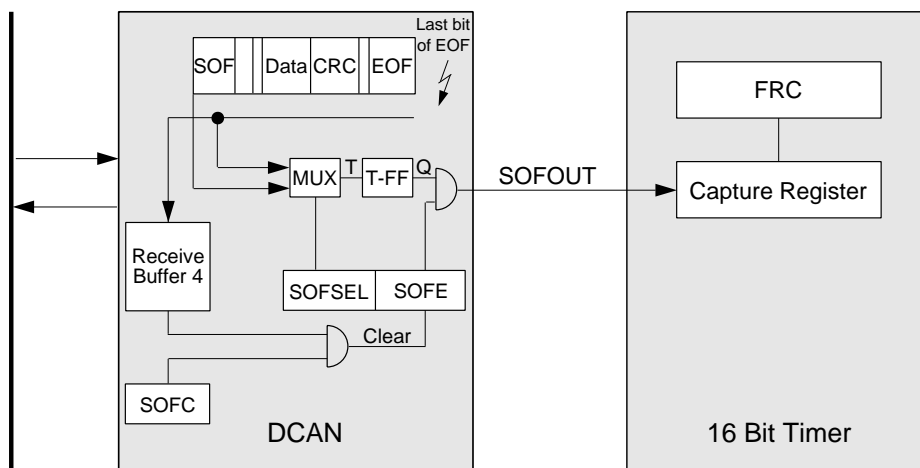 Last bit
of EOF
SOF
Data
CRC
EOF
MUX
T
T-FF
Q
SOFOUT
FRC
Capture Register
Receive
Buffer 4
SOFSEL
SOFE
Clear
SOFC
DCAN
16 Bit Timer